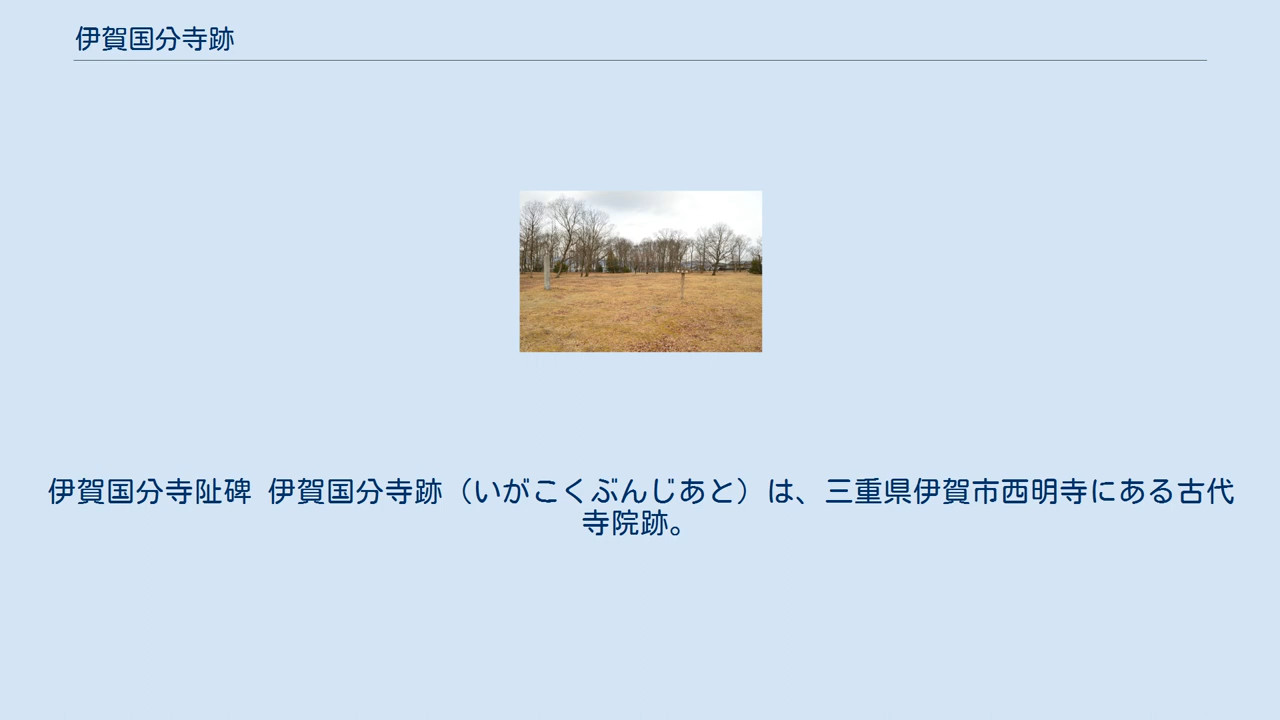 伊賀国分寺跡
伊賀国分寺阯碑 伊賀国分寺跡（いがこくぶんじあと）は、三重県伊賀市西明寺にある古代
寺院跡。